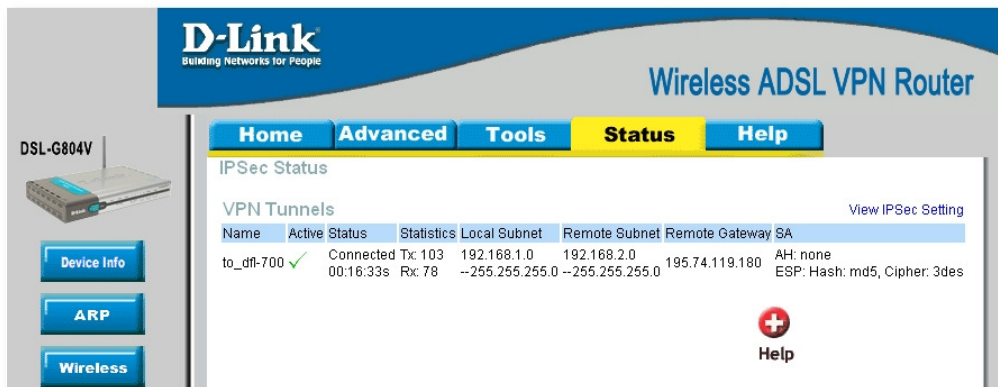 D-Link
Building Networks for People
Wireless ADSL VPN Router
DSL-G804V
Home Advanced Tools Status Help
IPSec Status
VPN Tunnels
View IPSec Setting
Name Active Status Statistics Local Subnet Remote Subnet Remote Gateway SA
to_dfl-700 Connected Tx: 103 192.168.1.0 192.168.2.0 195.74.119.180 AH: none
00:16:33s Rx: 78 --255.255.255.0 --255.255.255.0 ESP: Hash: md5, Cipher: 3des
Device Info
ARP
Wireless
Help